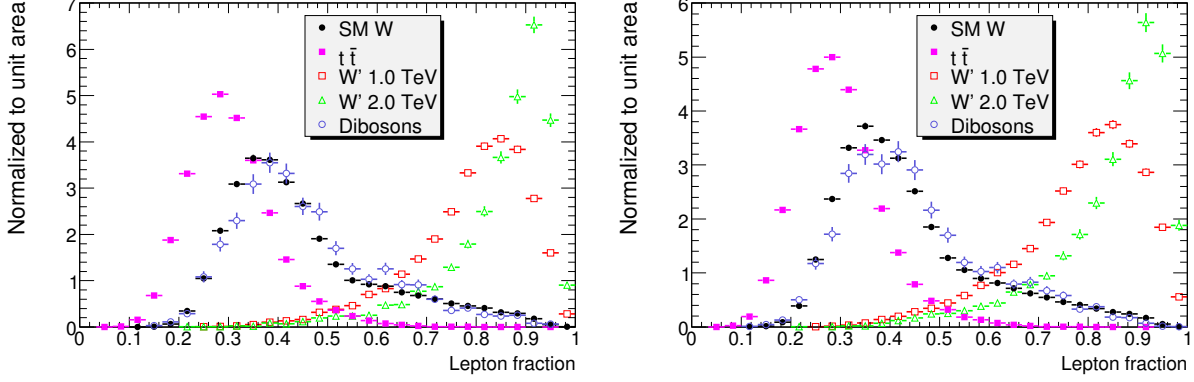 Normalized to unit area
7
6
5
4
3
2
1
0
SM W
t t̄
W' 1.0 TeV
W' 2.0 TeV
Dibosons
0 0.1 0.2 0.3 0.4 0.5 0.6 0.7 0.8 0.9 1
Lepton fraction
Normalized to unit area
6
5
4
3
2
1
0
SM W
t t̄
W' 1.0 TeV
W' 2.0 TeV
Dibosons
0 0.1 0.2 0.3 0.4 0.5 0.6 0.7 0.8 0.9 1
Lepton fraction